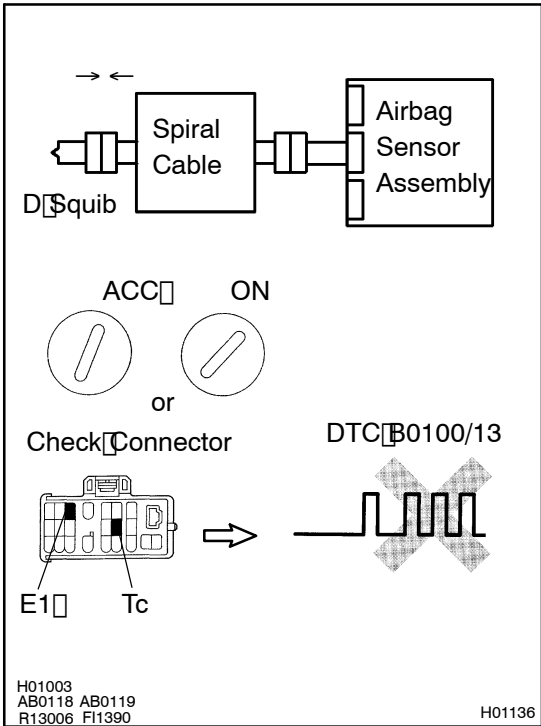 Spiral
Cable
Airbag
Sensor
Assembly
D Squib
ACC ON
or
Check Connector
DTC B0100/13
E1 Tc
H01003
AB0118 AB0119
R13006 FI1390
H01136